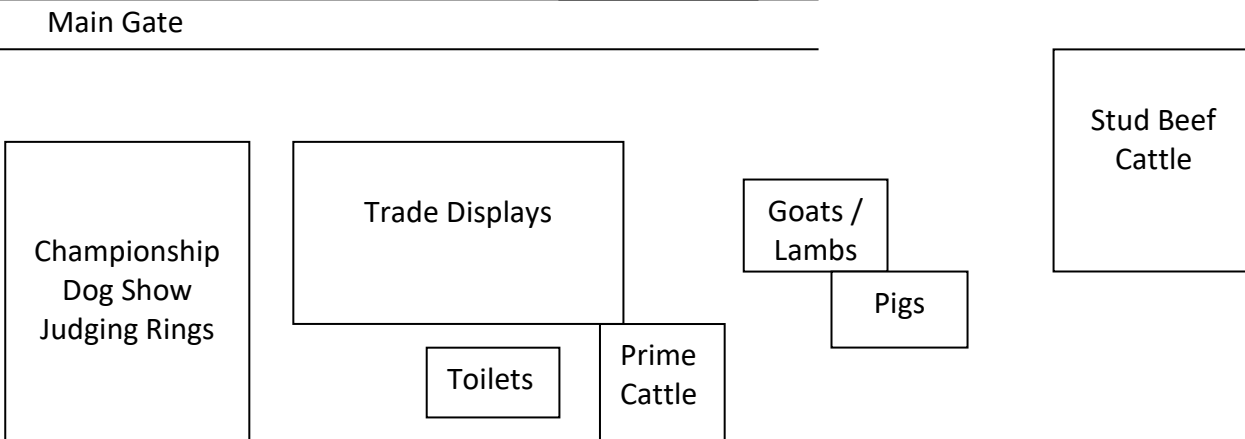 Main Gate
Stud Beef
Cattle
Trade Displays
Goats /
Lambs
Championship
Dog Show
Judging Rings
Pigs
Toilets
Prime
Cattle